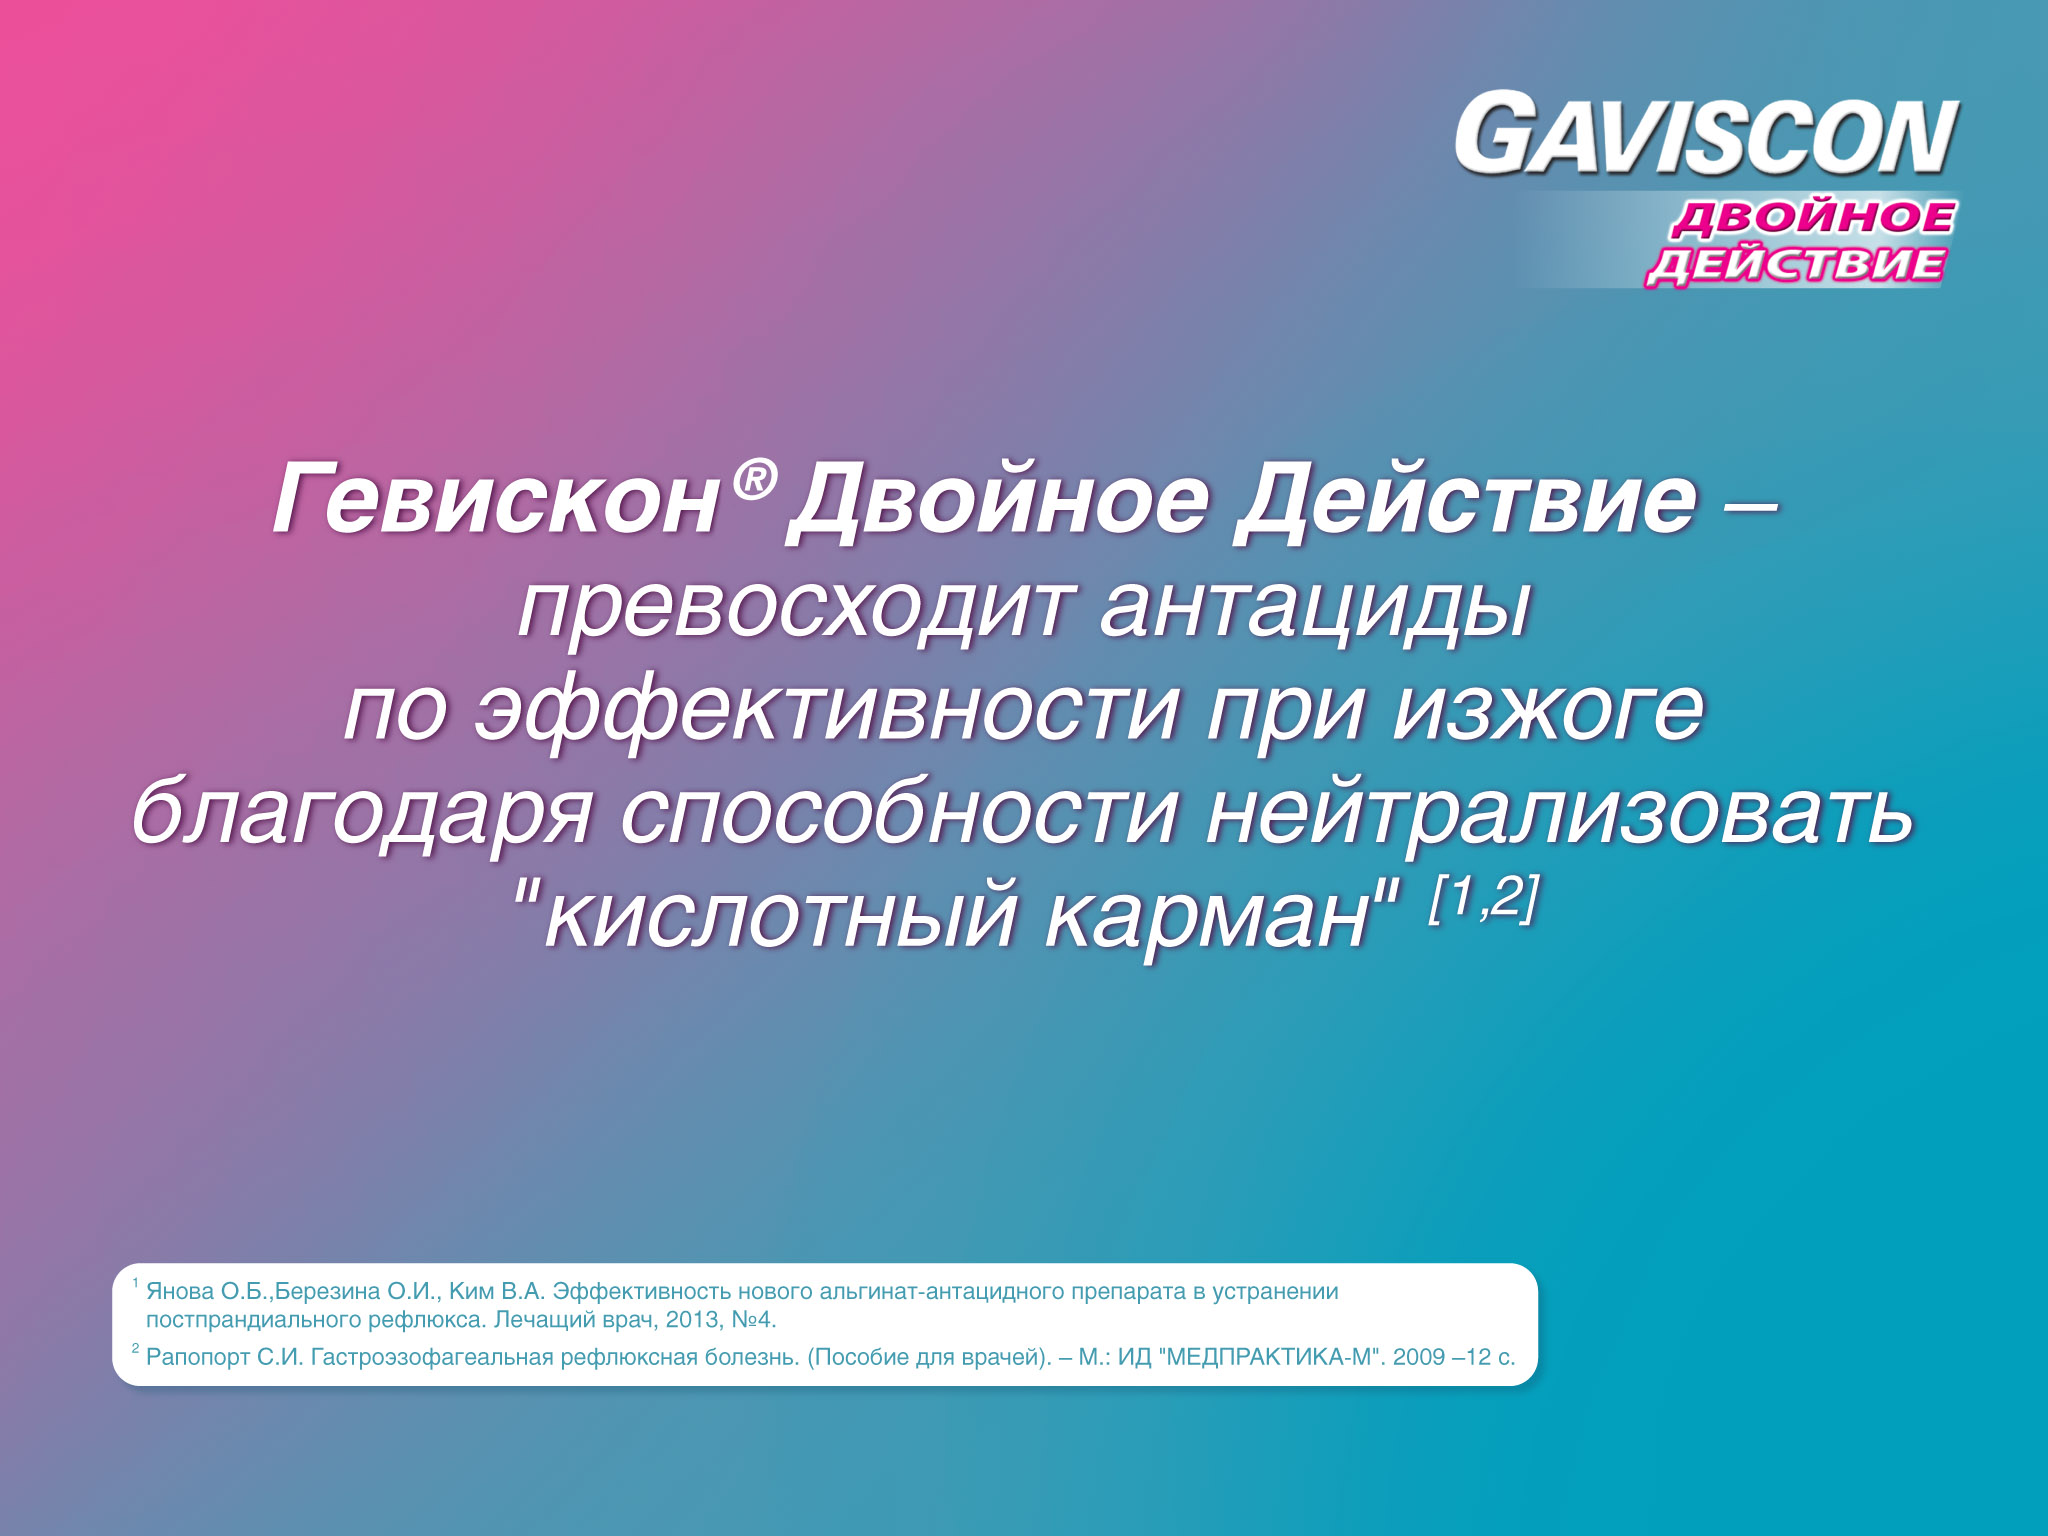 GAVISCON
ДВОЙНОЕ
ДЕЙСТВИЕ
Гевискон® Двойное Действие –
превосходит антациды
по эффективности при изжоге
благодаря способности нейтрализовать
"кислотный карман" [1,2]
1 Янова О.Б.,Березина О.И., Ким В.А. Эффективность нового альгинат-антацидного препарата в устранении
постпрандиального рефлюкса. Лечащий врач, 2013, №4.
2 Рапопорт С.И. Гастроэзофагеальная рефлюксная болезнь. (Пособие для врачей). – М.: ИД "МЕДПРАКТИКА-М". 2009 –12 с.